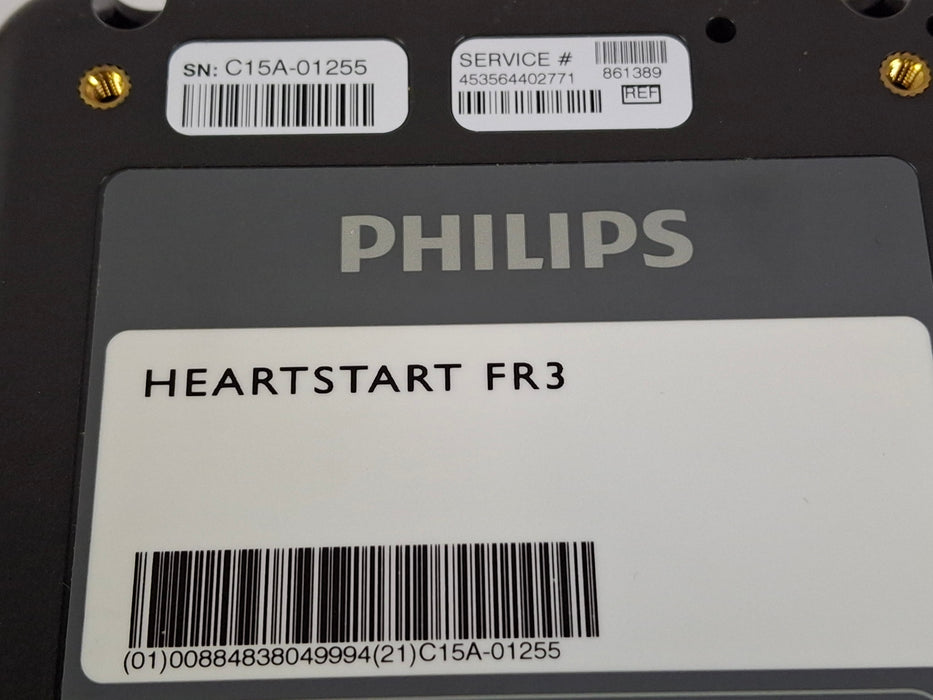 SN: C15A-01255
SERVICE #
453564402771
861389
REF
PHILIPS
HEARTSTART FR3
(01)00884838049994(21)C15A-01255